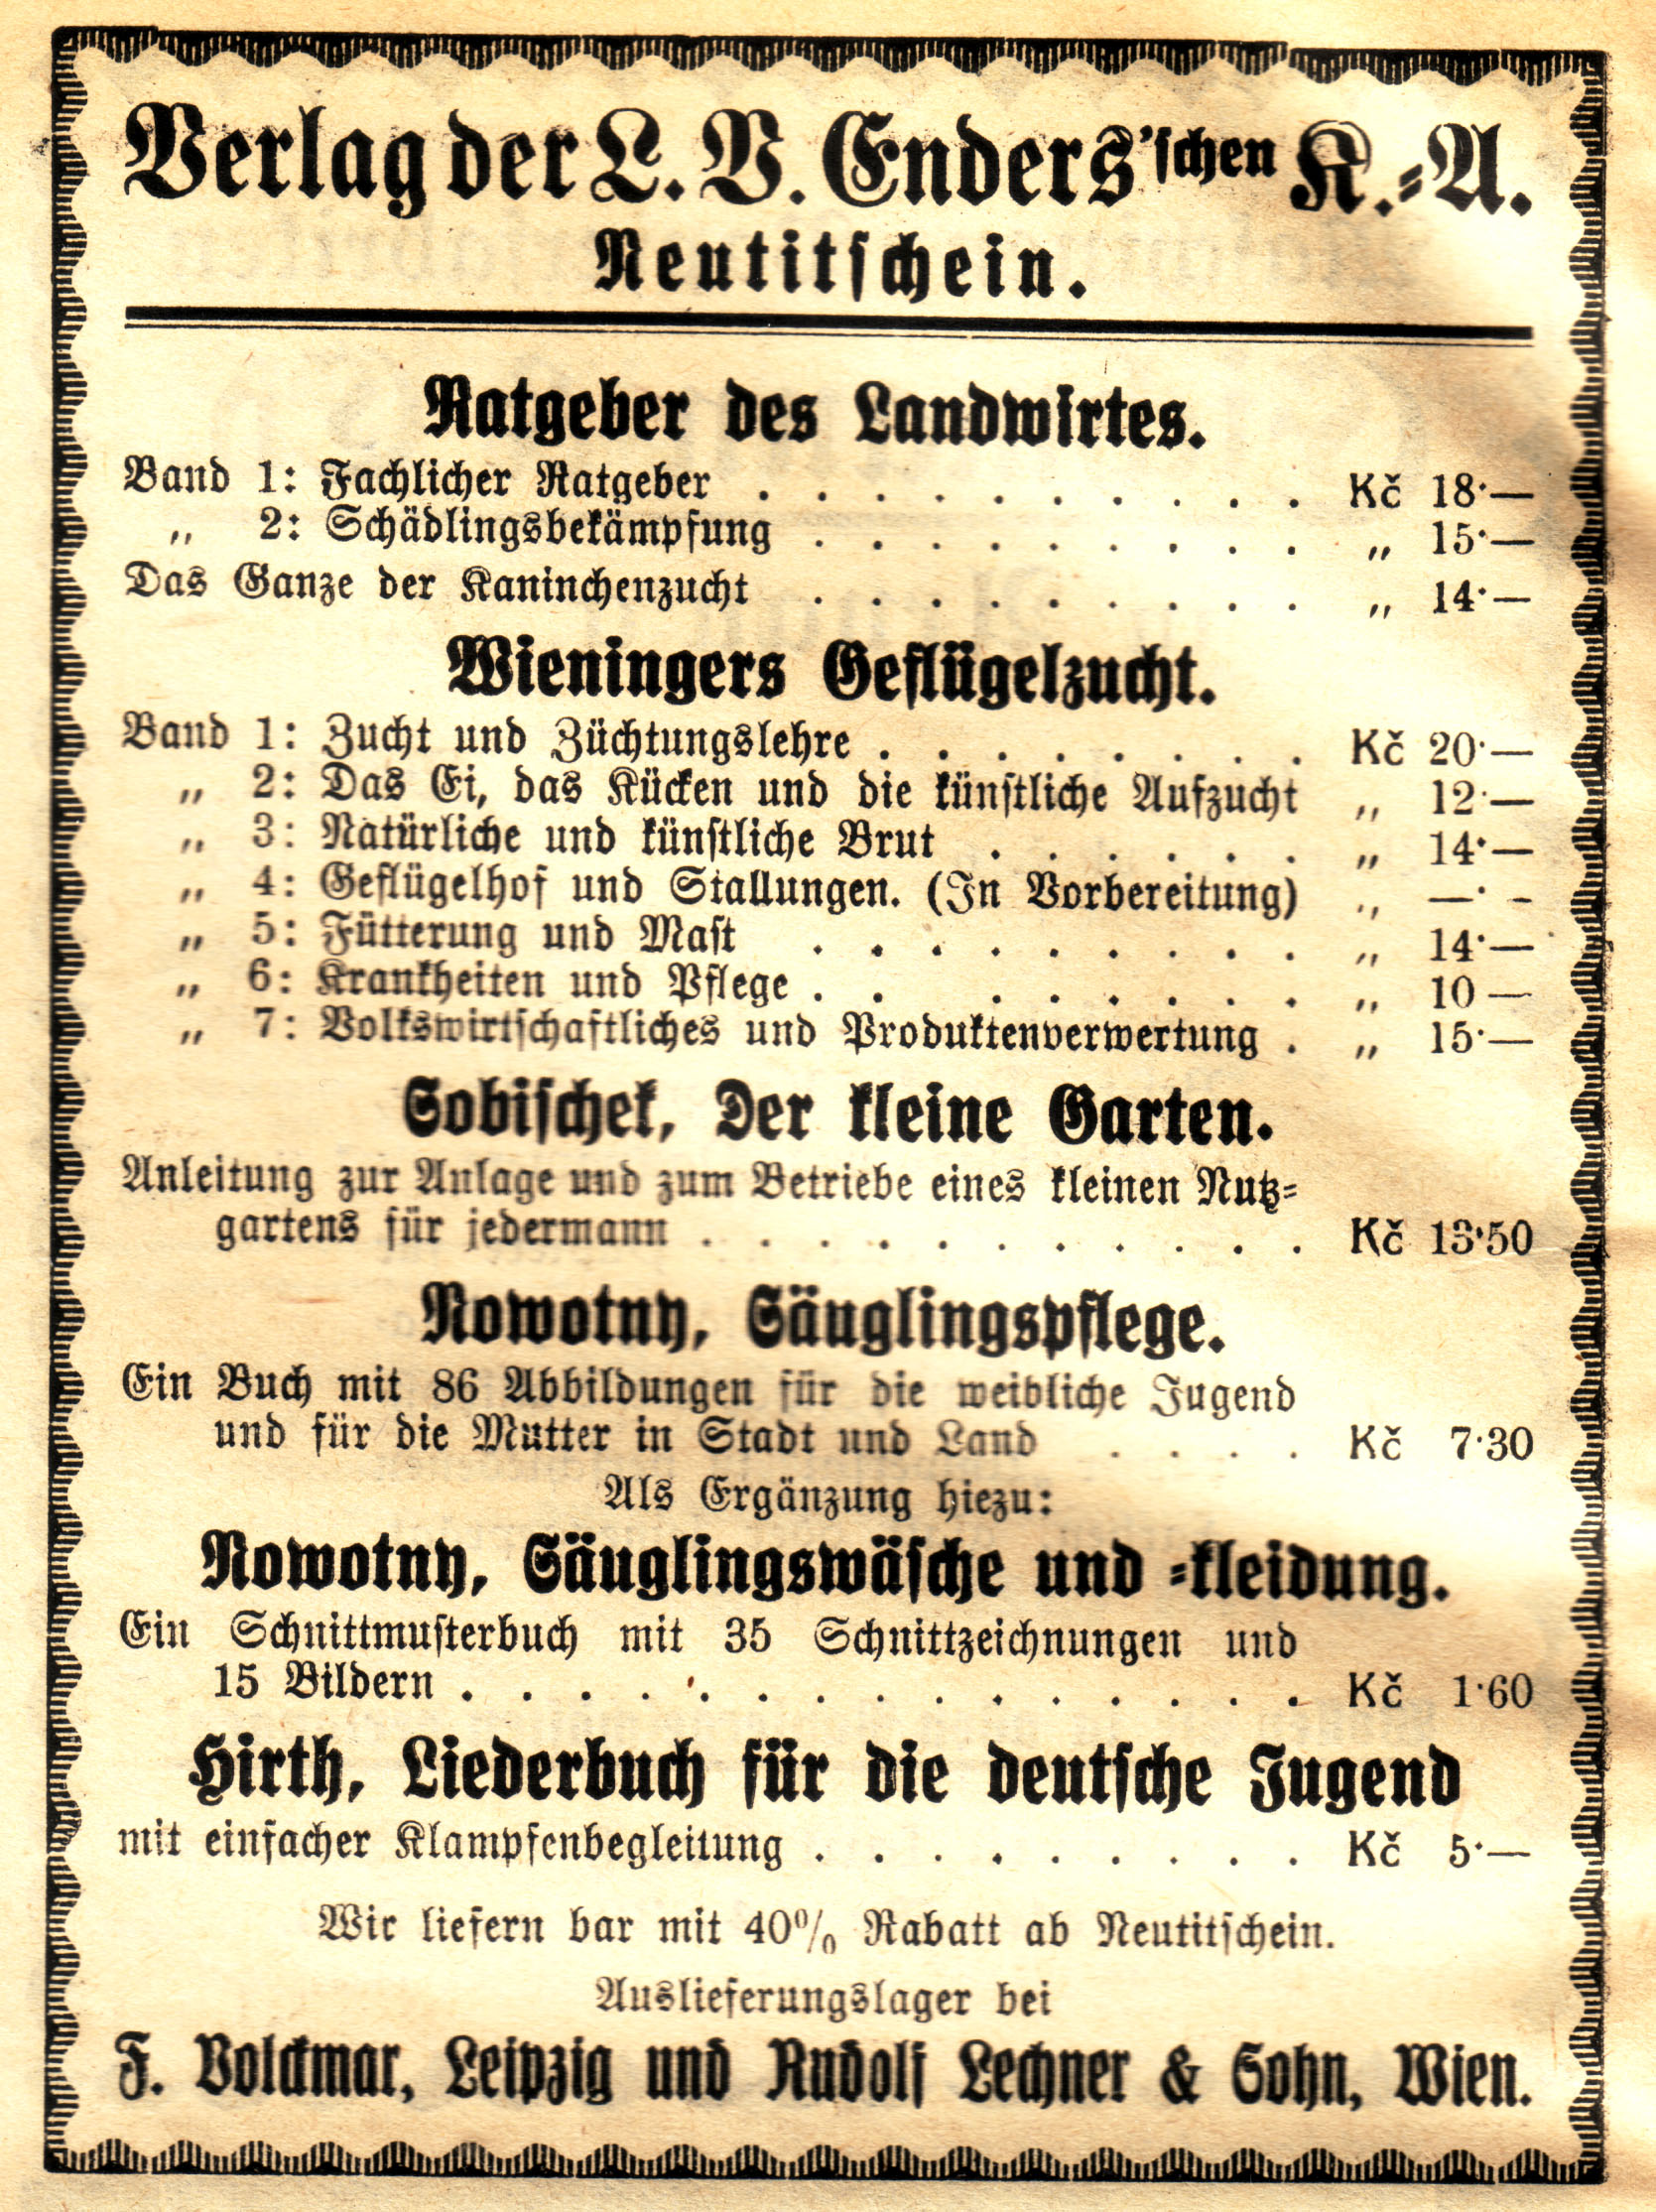 Verlag der L. V. Enders'schen K.-A.
Neutitschein.
Ratgeber des Landwirtes.
Band 1: Fachlicher Ratgeber . . . . . . . . . . Kč 18·—
„ 2: Schädlingsbekämpfung . . . . . . . . . „ 15·—
Das Ganze der Kaninchenzucht . . . . . . . . . „ 14·—
Wieningers Geflügelzucht.
Band 1: Zucht und Züchtungslehre . . . . . . . . Kč 20·—
„ 2: Das Ei, das Kücken und die künstliche Aufzucht „ 12·—
„ 3: Natürliche und künstliche Brut . . . . . . „ 14·—
„ 4: Geflügelhof und Stallungen. (In Vorbereitung) „ —·-
„ 5: Fütterung und Mast . . . . . . . . . „ 14·—
„ 6: Krankheiten und Pflege . . . . . . . . „ 10 —
„ 7: Volkswirtschaftliches und Produktenverwertung . „ 15·—
Sobischek, Der kleine Garten.
Anleitung zur Anlage und zum Betriebe eines kleinen Nutz-
gartens für jedermann . . . . . . . . . . . Kč 13·50
Nowotny, Säuglingspflege.
Ein Buch mit 86 Abbildungen für die weibliche Jugend
und für die Mutter in Stadt und Land . . . . Kč 7·30
Als Ergänzung hiezu:
Nowotny, Säuglingswäsche und -kleidung.
Ein Schnittmusterbuch mit 35 Schnittzeichnungen und
15 Bildern . . . . . . . . . . . . . . . Kč 1·60
Hirth, Liederbuch für die deutsche Jugend
mit einfacher Klampfenbegleitung . . . . . . . . . Kč 5·—
Wir liefern bar mit 40% Rabatt ab Neutitschein.
Auslieferungslager bei
F. Volckmar, Leipzig und Rudolf Lechner & Sohn, Wien.